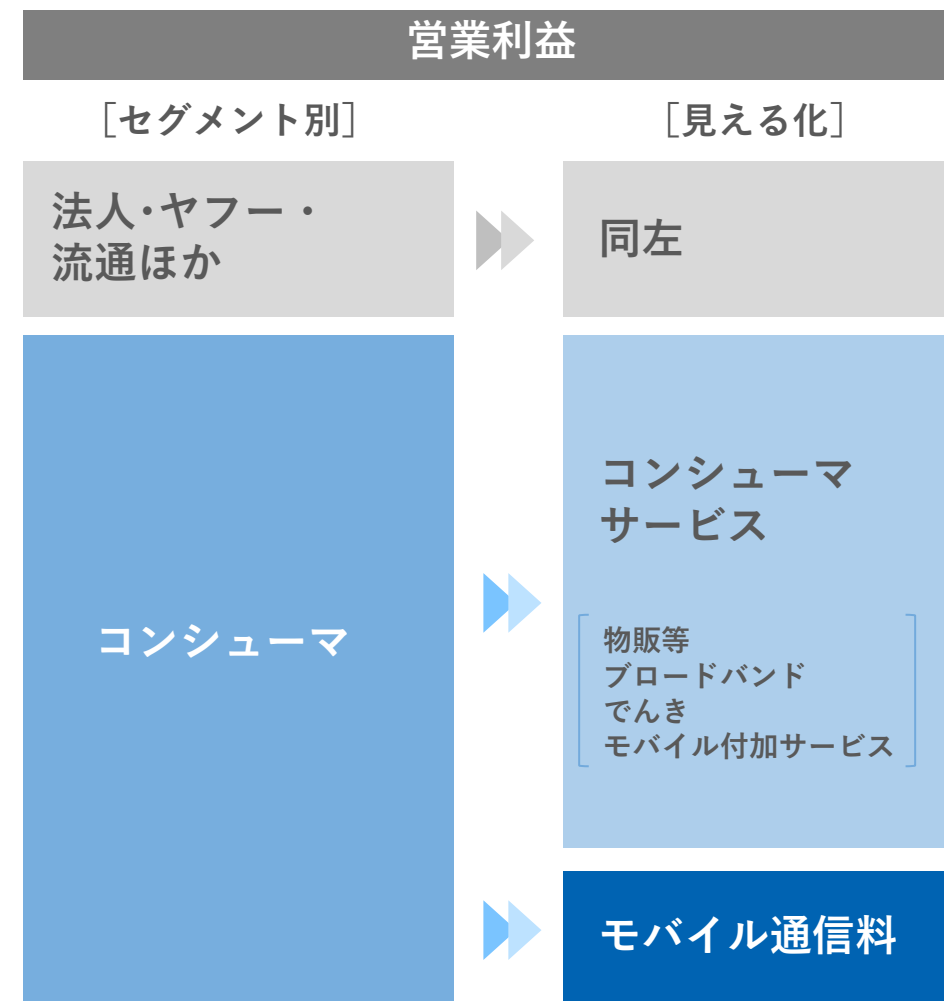 営業利益
［セグメント別］
［見える化］
法人･ヤフー・
流通ほか
同左
コンシューマ
コンシューマ
サービス
物販等
ブロードバンド
でんき
モバイル付加サービス
モバイル通信料